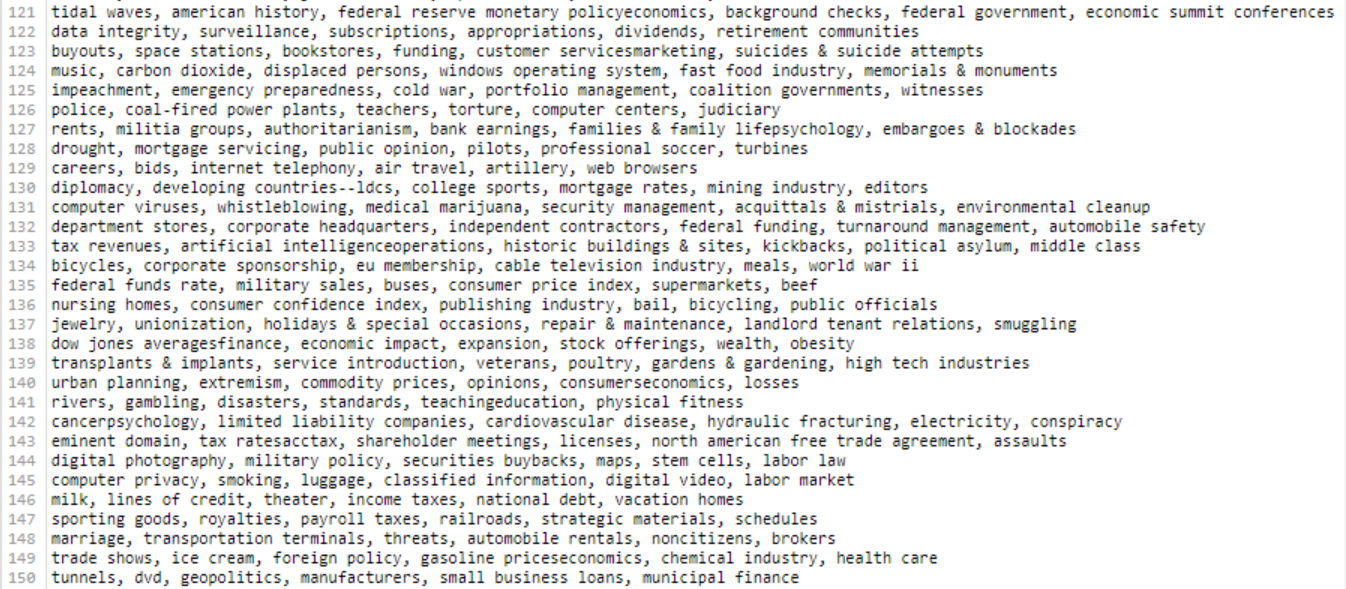 121 tidal waves, american history, federal reserve monetary policyeconomics, background checks, federal government, economic summit conferences
122 data integrity, surveillance, subscriptions, appropriations, dividends, retirement communities
123 buyouts, space stations, bookstores, funding, customer servicesmarketing, suicides & suicide attempts
124 music, carbon dioxide, displaced persons, windows operating system, fast food industry, memorials & monuments
125 impeachment, emergency preparedness, cold war, portfolio management, coalition governments, witnesses
126 police, coal-fired power plants, teachers, torture, computer centers, judiciary
127 rents, militia groups, authoritarianism, bank earnings, families & family lifepsychology, embargoes & blockades
128 drought, mortgage servicing, public opinion, pilots, professional soccer, turbines
129 careers, bids, internet telephony, air travel, artillery, web browsers
130 diplomacy, developing countries--ldcs, college sports, mortgage rates, mining industry, editors
131 computer viruses, whistleblowing, medical marijuana, security management, acquittals & mistrials, environmental cleanup
132 department stores, corporate headquarters, independent contractors, federal funding, turnaround management, automobile safety
133 tax revenues, artificial intelligenceoperations, historic buildings & sites, kickbacks, political asylum, middle class
134 bicycles, corporate sponsorship, eu membership, cable television industry, meals, world war ii
135 federal funds rate, military sales, buses, consumer price index, supermarkets, beef
136 nursing homes, consumer confidence index, publishing industry, bail, bicycling, public officials
137 jewelry, unionization, holidays & special occasions, repair & maintenance, landlord tenant relations, smuggling
138 dow jones averagesfinance, economic impact, expansion, stock offerings, wealth, obesity
139 transplants & implants, service introduction, veterans, poultry, gardens & gardening, high tech industries
140 urban planning, extremism, commodity prices, opinions, consumerseconomics, losses
141 rivers, gambling, disasters, standards, teachingeducation, physical fitness
142 cancerpsychology, limited liability companies, cardiovascular disease, hydraulic fracturing, electricity, conspiracy
143 eminent domain, tax ratesacctax, shareholder meetings, licenses, north american free trade agreement, assaults
144 digital photography, military policy, securities buybacks, maps, stem cells, labor law
145 computer privacy, smoking, luggage, classified information, digital video, labor market
146 milk, lines of credit, theater, income taxes, national debt, vacation homes
147 sporting goods, royalties, payroll taxes, railroads, strategic materials, schedules
148 marriage, transportation terminals, threats, automobile rentals, noncitizens, brokers
149 trade shows, ice cream, foreign policy, gasoline priceseconomics, chemical industry, health care
150 tunnels, dvd, geopolitics, manufacturers, small business loans, municipal finance